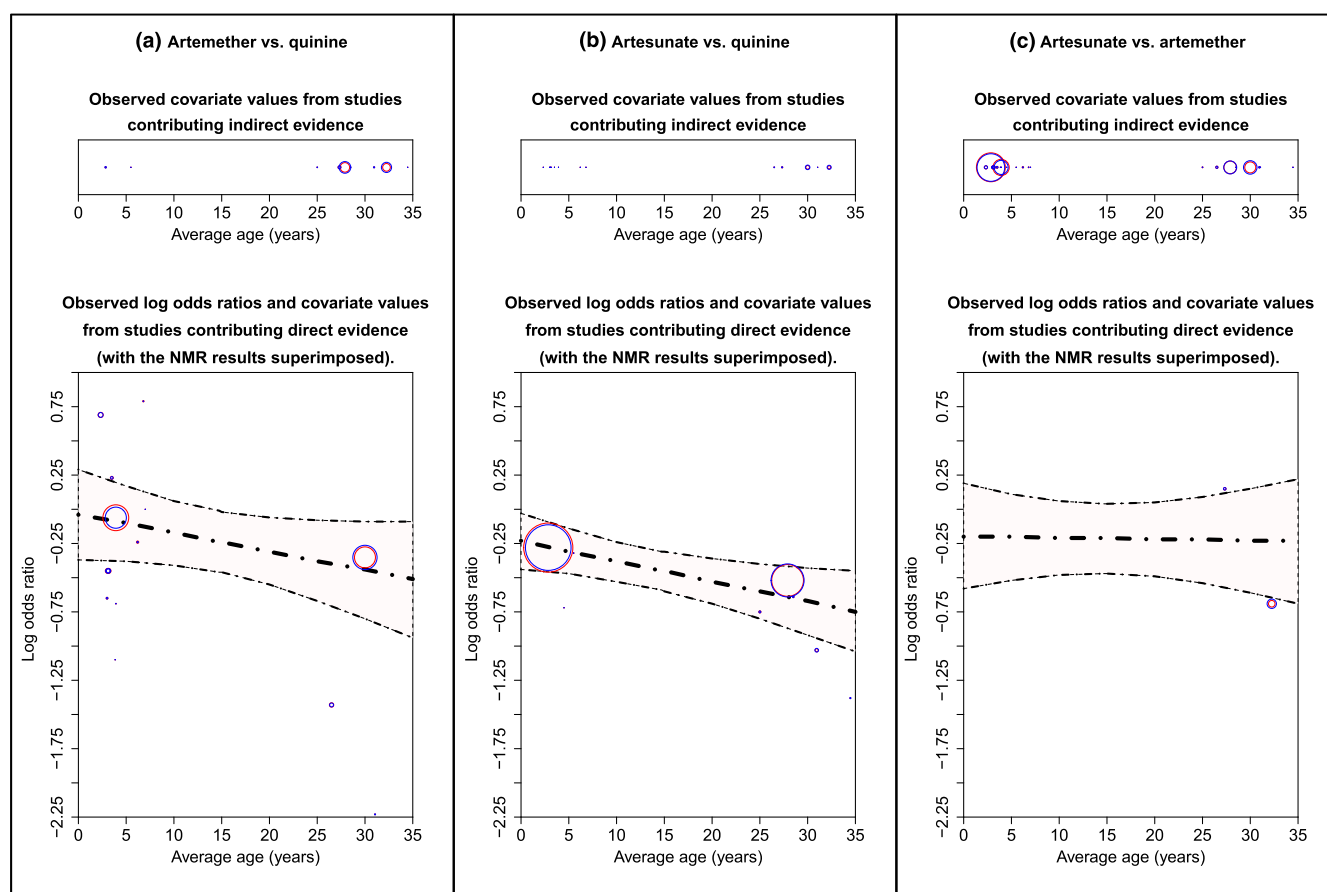 (a) Artemether vs. quinine
Observed covariate values from studies
contributing indirect evidence
0 5 10 15 20 25 30 35
Average age (years)
Observed log odds ratios and covariate values
from studies contributing direct evidence
(with the NMR results superimposed).
0.75
0.25
−0.25
−0.75
−1.25
−1.75
−2.25
Log odds ratio
0 5 10 15 20 25 30 35
Average age (years)
(b) Artesunate vs. quinine
Observed covariate values from studies
contributing indirect evidence
0 5 10 15 20 25 30 35
Average age (years)
Observed log odds ratios and covariate values
from studies contributing direct evidence
(with the NMR results superimposed).
0.75
0.25
−0.25
−0.75
−1.25
−1.75
−2.25
Log odds ratio
0 5 10 15 20 25 30 35
Average age (years)
(c) Artesunate vs. artemether
Observed covariate values from studies
contributing indirect evidence
0 5 10 15 20 25 30 35
Average age (years)
Observed log odds ratios and covariate values
from studies contributing direct evidence
(with the NMR results superimposed).
0.75
0.25
−0.25
−0.75
−1.25
−1.75
−2.25
Log odds ratio
0 5 10 15 20 25 30 35
Average age (years)